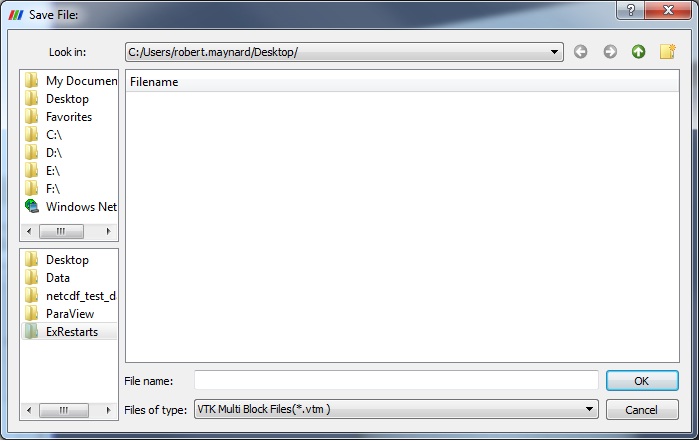 Save File:
Look in: C:/Users/robert.maynard/Desktop/
My Documen
Desktop
Favorites
C:\
D:\
E:\
F:\
Windows Net
Filename
Desktop
Data
netcdf_test_d
ParaView
ExRestarts
File name: OK
Files of type: VTK Multi Block Files(*.vtm ) Cancel